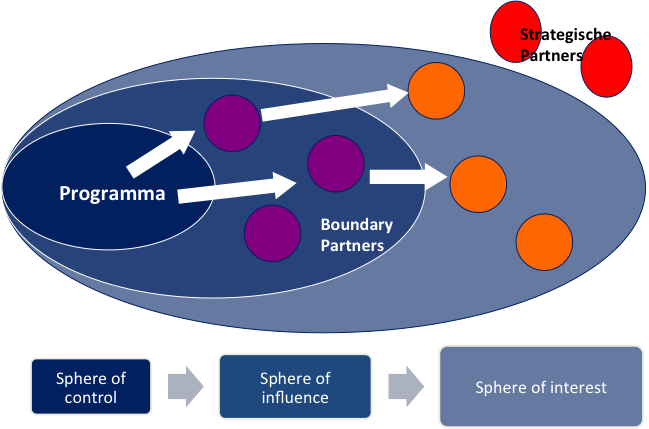 Strategische
Partners
Programma
Boundary
Partners
Sphere of
control
Sphere of
influence
Sphere of interest